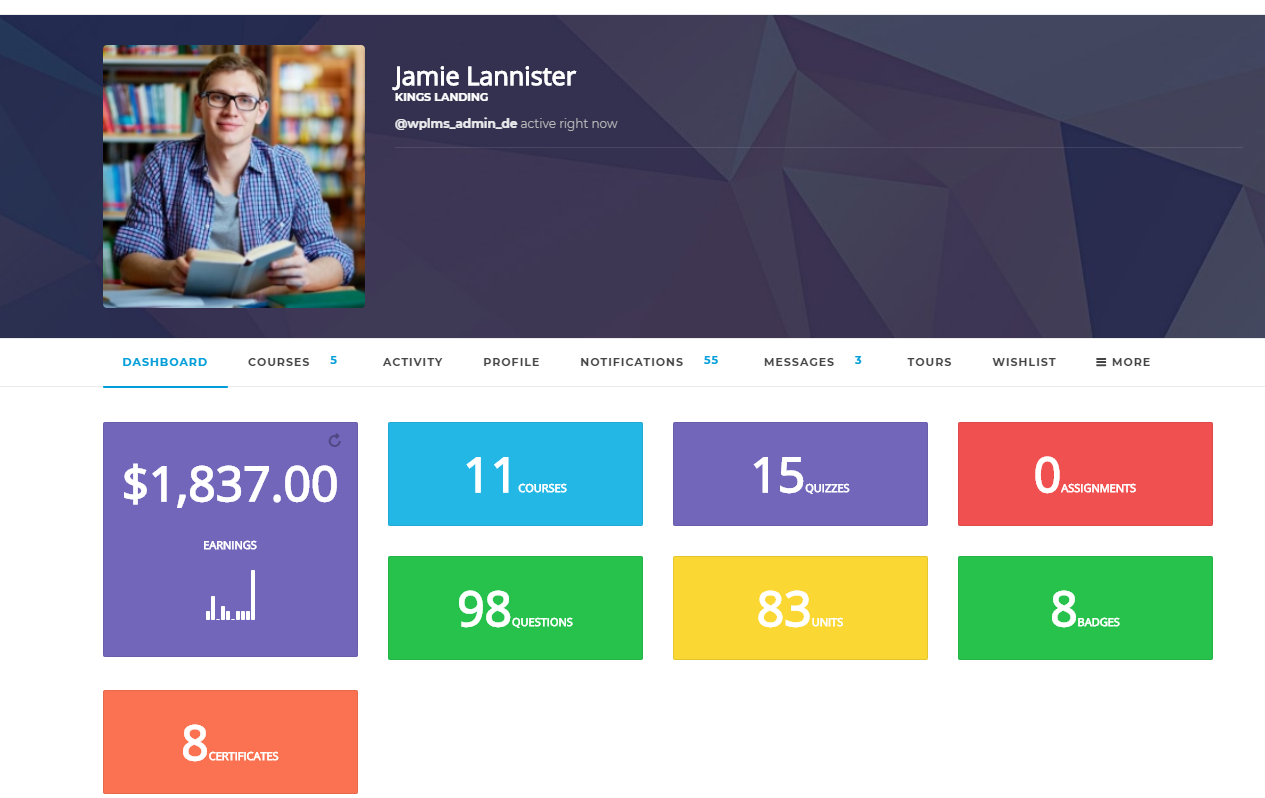 Jamie Lannister
KINGS LANDING
@wplms_admin_de active right now
DASHBOARD COURSES 5 ACTIVITY PROFILE NOTIFICATIONS 55 MESSAGES 3 TOURS WISHLIST MORE
$1,837.00
EARNINGS
11 COURSES
15 QUIZZES
0 ASSIGNMENTS
98 QUESTIONS
83 UNITS
8 BADGES
8 CERTIFICATES